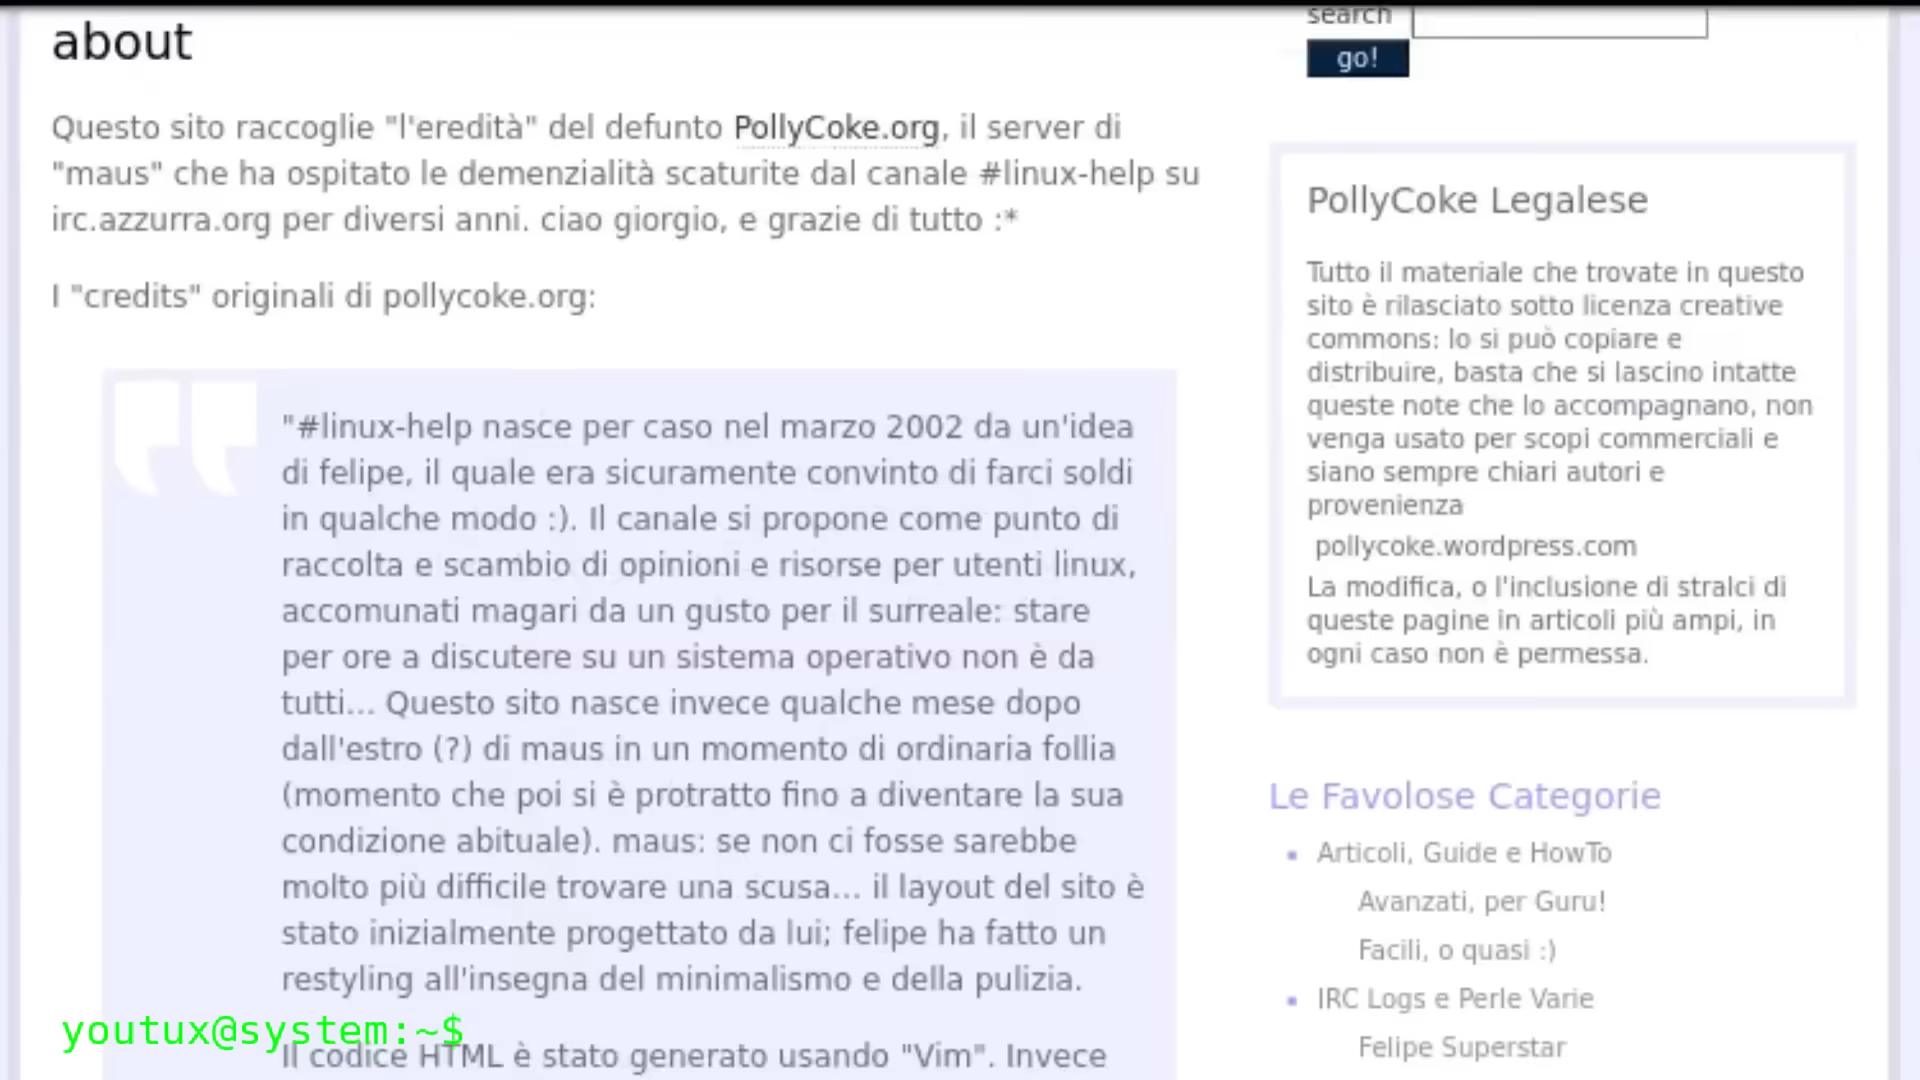 about
Questo sito raccoglie "l'eredità" del defunto PollyCoke.org, il server di
"maus" che ha ospitato le demenzialità scaturite dal canale #linux-help su
irc.azzurra.org per diversi anni. ciao giorgio, e grazie di tutto :*
I "credits" originali di pollycoke.org:
"#linux-help nasce per caso nel marzo 2002 da un'idea
di felipe, il quale era sicuramente convinto di farci soldi
in qualche modo :). Il canale si propone come punto di
raccolta e scambio di opinioni e risorse per utenti linux,
accomunati magari da un gusto per il surreale: stare
per ore a discutere su un sistema operativo non è da
tutti... Questo sito nasce invece qualche mese dopo
dall'estro (?) di maus in un momento di ordinaria follia
(momento che poi si è protratto fino a diventare la sua
condizione abituale). maus: se non ci fosse sarebbe
molto più difficile trovare una scusa... il layout del sito è
stato inizialmente progettato da lui; felipe ha fatto un
restyling all'insegna del minimalismo e della pulizia.
Il codice HTML è stato generato usando "Vim". Invece
youtux@system:~$
search
go!
PollyCoke Legalese
Tutto il materiale che trovate in questo
sito è rilasciato sotto licenza creative
commons: lo si può copiare e
distribuire, basta che si lascino intatte
queste note che lo accompagnano, non
venga usato per scopi commerciali e
siano sempre chiari autori e
provenienza
pollycoke.wordpress.com
La modifica, o l'inclusione di stralci di
queste pagine in articoli più ampi, in
ogni caso non è permessa.
Le Favolose Categorie
Articoli, Guide e HowTo
Avanzati, per Guru!
Facili, o quasi :)
IRC Logs e Perle Varie
Felipe Superstar